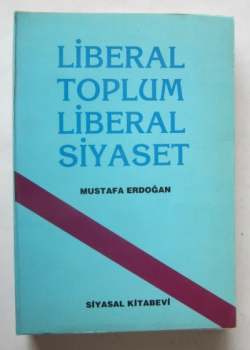 LİBERAL
TOPLUM
LİBERAL
SİYASET
MUSTAFA ERDOĞAN
SİYASAL KİTABEVİ